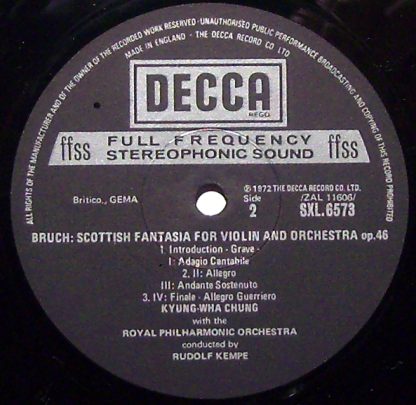 ALL RIGHTS OF THE MANUFACTURER AND OF THE OWNER OF THE RECORDED WORK RESERVED · UNAUTHORISED PUBLIC PERFORMANCE BROADCASTING AND COPYING OF THIS RECORD PROHIBITED
MADE IN ENGLAND · THE DECCA RECORD CO LTD
DECCA
REGD
ffss FULL FREQUENCY ffss
STEREOPHONIC SOUND
℗1972 THE DECCA RECORD CO. LTD.
Britico., GEMA
Side /ZAL 11606/
2 SXL.6573
BRUCH: SCOTTISH FANTASIA FOR VIOLIN AND ORCHESTRA op.46
1. Introduction - Grave -
I: Adagio Cantabile
2. II: Allegro
III: Andante Sostenuto
3. IV: Finale - Allegro Guerriero
KYUNG-WHA CHUNG
with the
ROYAL PHILHARMONIC ORCHESTRA
conducted by
RUDOLF KEMPE